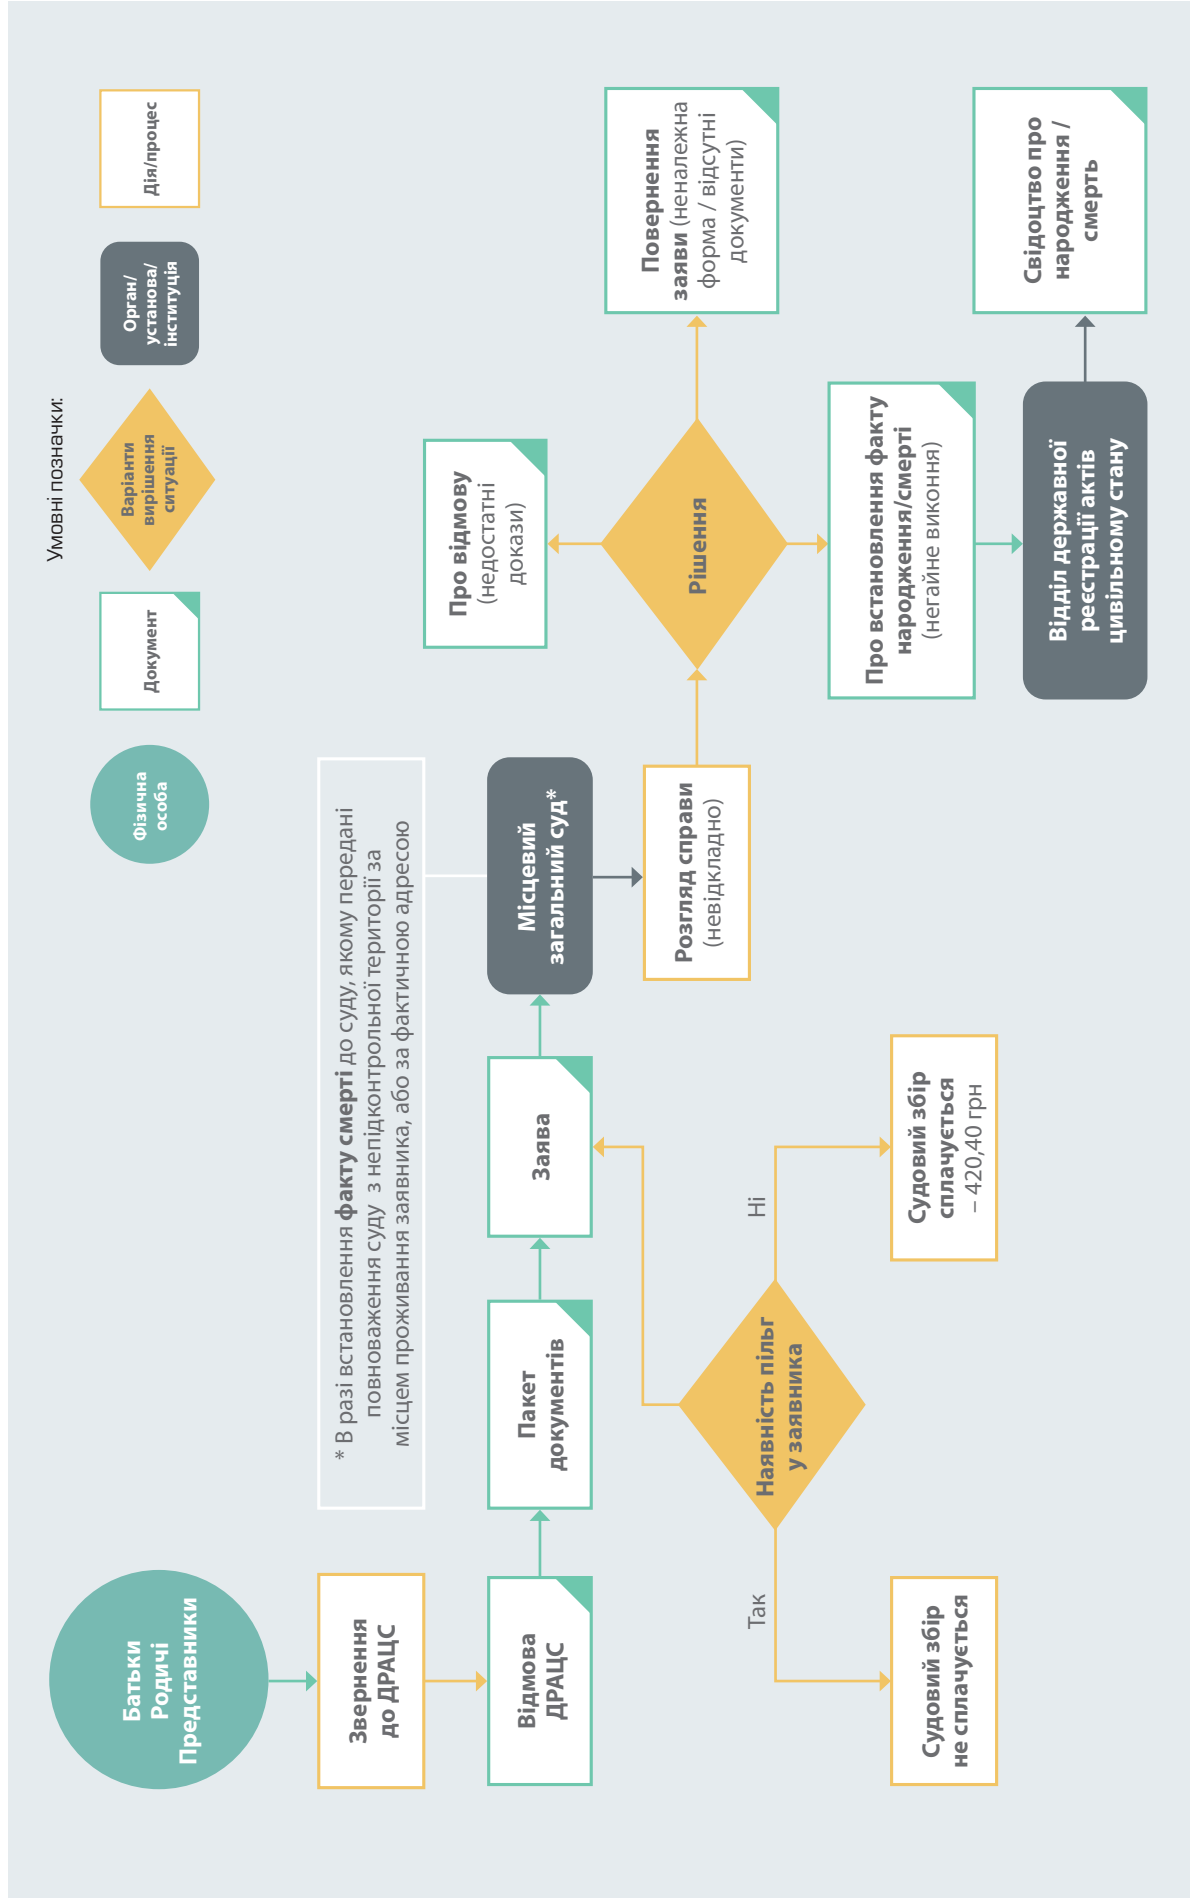 Умовні позначки:
Фізична
особа
Документ
Варіанти
вирішення
ситуації
Орган/
установа/
інституція
Дія/процес
Батьки
Родичі
Представники
Звернення
до ДРАЦС
Відмова
ДРАЦС
* В разі встановлення факту смерті до суду, якому передані
повноваження суду з непідконтрольної території за
місцем проживання заявника, або за фактичною адресою
Пакет
документів
Заява
Місцевий
загальний суд*
Розгляд справи
(невідкладно)
Наявність пільг
у заявника
Так
Ні
Судовий збір
не сплачується
Судовий збір
сплачується
– 420,40 грн
Рішення
Про відмову
(недостатні
докази)
Повернення
заяви (неналежна
форма / відсутні
документи)
Про встановлення факту
народження/смерті
(негайне виконня)
Відділ державної
реєстрації актів
цивільному стану
Свідоцтво про
народження /
смерть